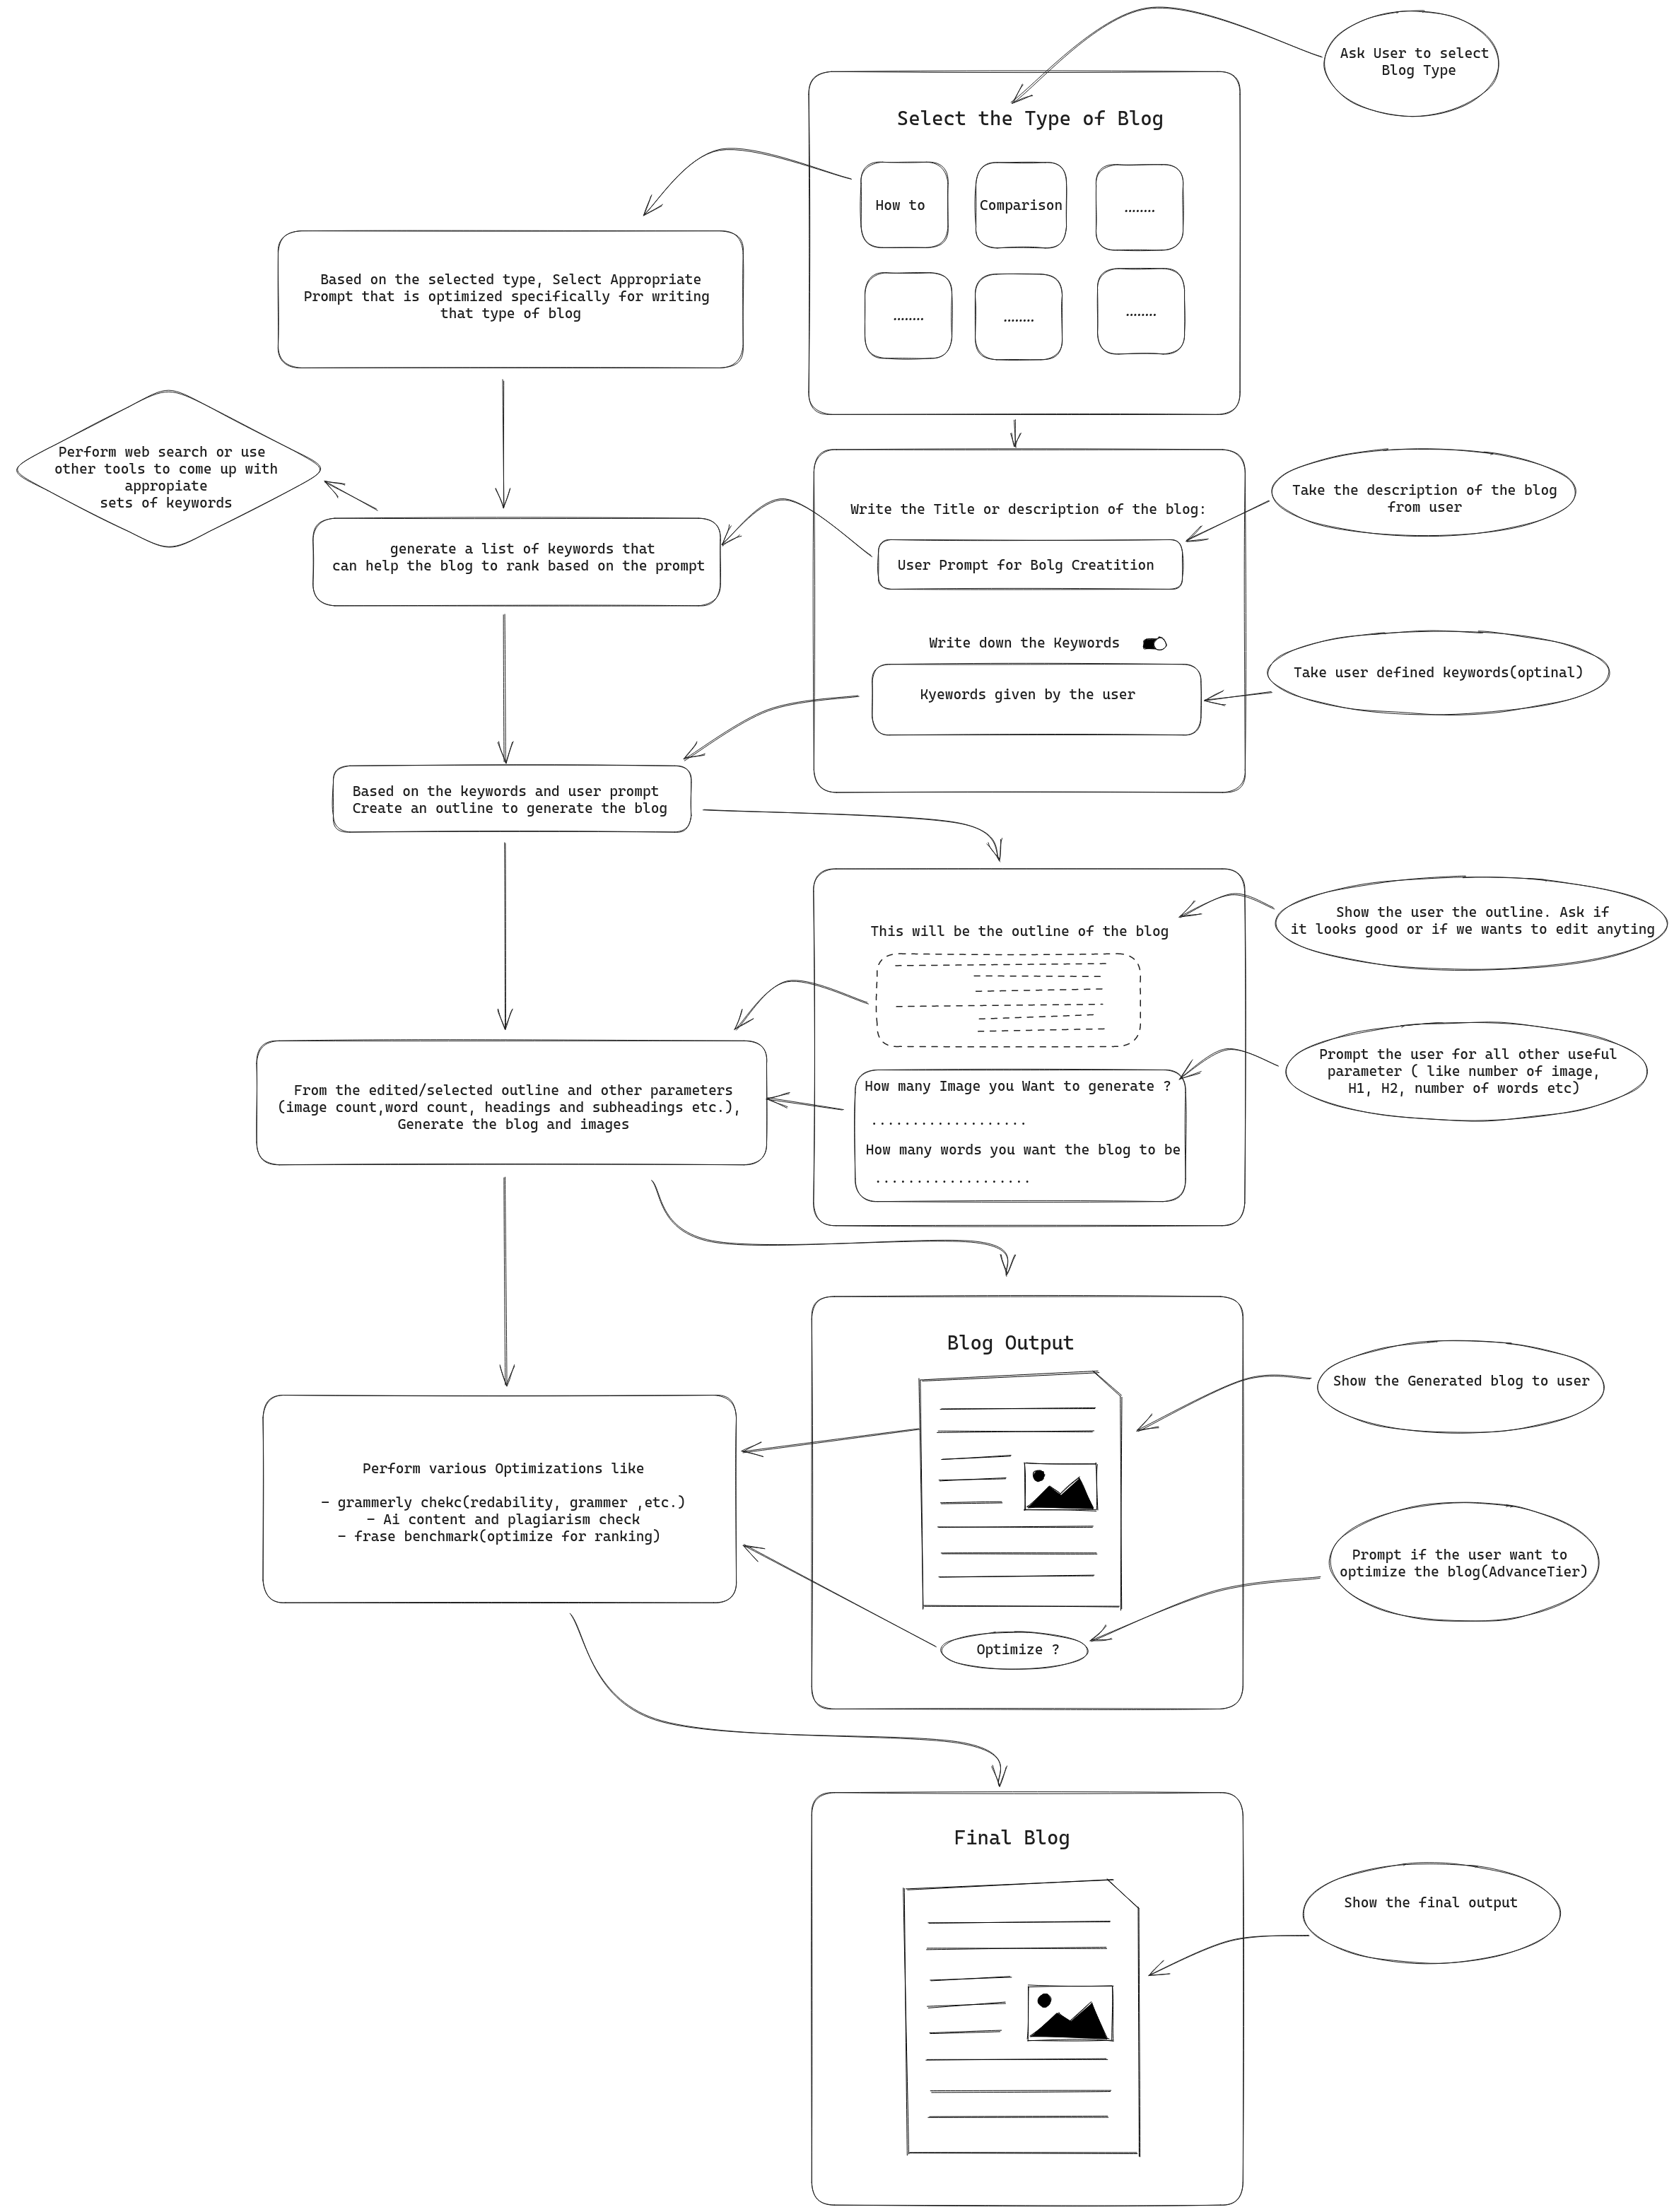 Ask User to select
Blog Type
Select the Type of Blog
How to
Comparison
........
........
........
........
Based on the selected type, Select Appropriate
Prompt that is optimized specifically for writing
that type of blog
Perform web search or use
other tools to come up with
appropiate
sets of keywords
generate a list of keywords that
can help the blog to rank based on the prompt
Write the Title or description of the blog:
User Prompt for Bolg Creatition
Take the description of the blog
from user
Write down the Keywords
Kyewords given by the user
Take user defined keywords(optinal)
Based on the keywords and user prompt
Create an outline to generate the blog
This will be the outline of the blog
Show the user the outline. Ask if
it looks good or if we wants to edit anyting
How many Image you Want to generate ?
...................
How many words you want the blog to be
...................
Prompt the user for all other useful
parameter ( like number of image,
H1, H2, number of words etc)
From the edited/selected outline and other parameters
(image count,word count, headings and subheadings etc.),
Generate the blog and images
Blog Output
Show the Generated blog to user
Perform various Optimizations like
- grammerly chekc(redability, grammer ,etc.)
- Ai content and plagiarism check
- frase benchmark(optimize for ranking)
Prompt if the user want to
optimize the blog(AdvanceTier)
Optimize ?
Final Blog
Show the final output